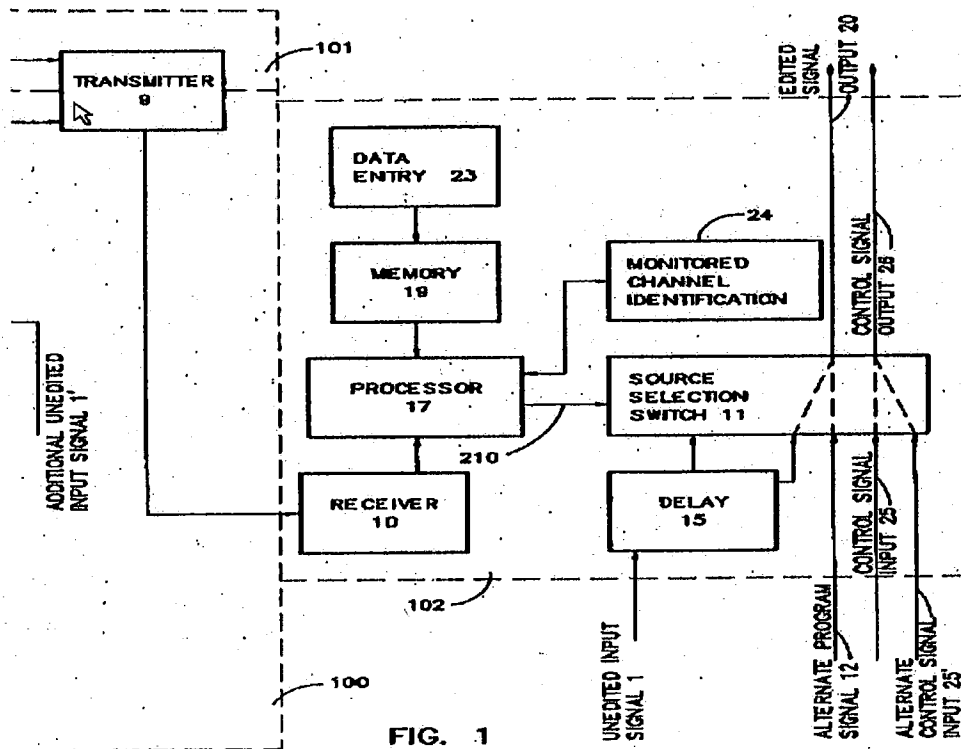 101
TRANSMITTER
9
EDITED SIGNAL
OUTPUT 20
DATA
ENTRY 23
24
MEMORY
19
MONITORED
CHANNEL
IDENTIFICATION
CONTROL SIGNAL
OUTPUT 26
ADDITIONAL UNEDITED
INPUT SIGNAL 1'
PROCESSOR
17
SOURCE
SELECTION
SWITCH 11
210
RECEIVER
10
DELAY
15
CONTROL SIGNAL
INPUT 25
102
UNEDITED INPUT
SIGNAL 1
ALTERNATE PROGRAM
SIGNAL 12
ALTERNATE
CONTROL SIGNAL
INPUT 25'
100
FIG. 1